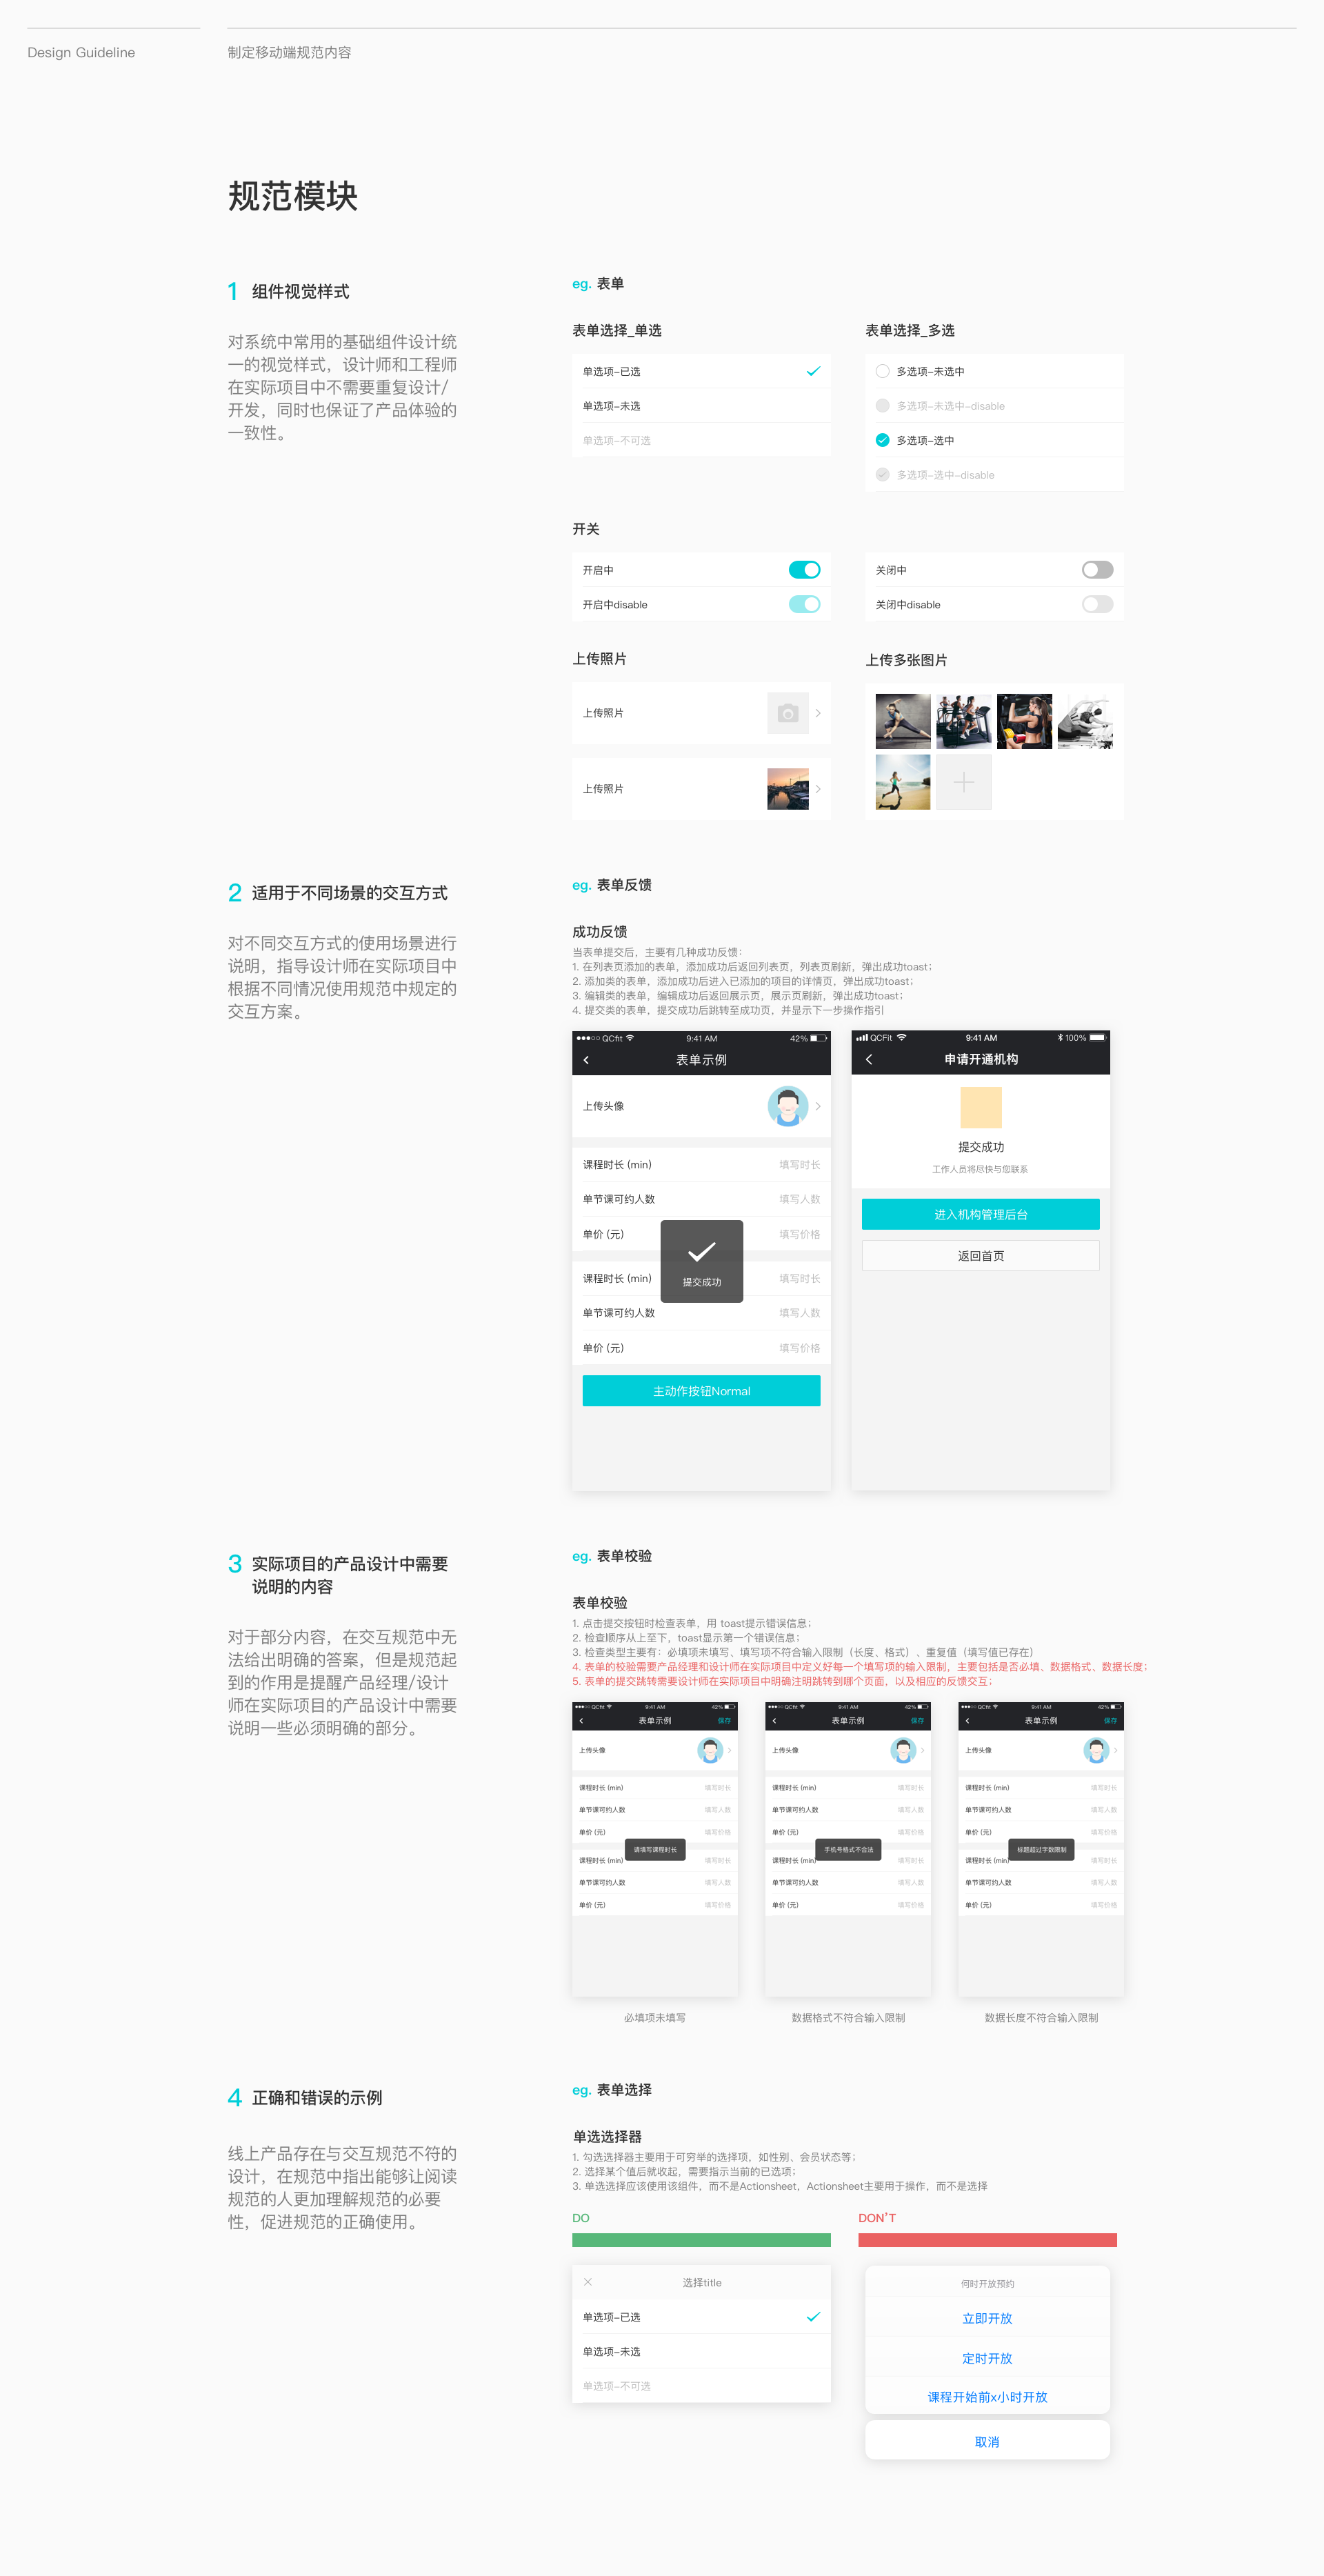 Design Guideline
制定移动端规范内容
规范模块
1 组件视觉样式
对系统中常用的基础组件设计统
一的视觉样式，设计师和工程师
在实际项目中不需要重复设计/
开发，同时也保证了产品体验的
一致性。
eg. 表单
表单选择_单选
单选项-已选
单选项-未选
单选项-不可选
表单选择_多选
多选项-未选中
多选项-未选中-disable
多选项-选中
多选项-选中-disable
开关
开启中
开启中disable
关闭中
关闭中disable
上传照片
上传照片
上传照片
上传多张图片
2 适用于不同场景的交互方式
对不同交互方式的使用场景进行
说明，指导设计师在实际项目中
根据不同情况使用规范中规定的
交互方案。
eg. 表单反馈
成功反馈
当表单提交后，主要有几种成功反馈：
1. 在列表页添加的表单，添加成功后返回列表页，列表页刷新，弹出成功toast；
2. 添加类的表单，添加成功后进入已添加的项目的详情页，弹出成功toast；
3. 编辑类的表单，编辑成功后返回展示页，展示页刷新，弹出成功toast；
4. 提交类的表单，提交成功后跳转至成功页，并显示下一步操作指引
QCfit 9:41 AM 42%
表单示例
上传头像
课程时长 (min) 填写时长
单节课可约人数 填写人数
单价 (元) 填写价格
提交成功
课程时长 (min) 填写时长
单节课可约人数 填写人数
单价 (元) 填写价格
主动作按钮Normal
QCFit 9:41 AM 100%
申请开通机构
提交成功
工作人员将尽快与您联系
进入机构管理后台
返回首页
3 实际项目的产品设计中需要
说明的内容
对于部分内容，在交互规范中无
法给出明确的答案，但是规范起
到的作用是提醒产品经理/设计
师在实际项目的产品设计中需要
说明一些必须明确的部分。
eg. 表单校验
表单校验
1. 点击提交按钮时检查表单，用 toast提示错误信息；
2. 检查顺序从上至下，toast显示第一个错误信息；
3. 检查类型主要有：必填项未填写、填写项不符合输入限制（长度、格式）、重复值（填写值已存在）
4. 表单的校验需要产品经理和设计师在实际项目中定义好每一个填写项的输入限制，主要包括是否必填、数据格式、数据长度；
5. 表单的提交跳转需要设计师在实际项目中明确注明跳转到哪个页面，以及相应的反馈交互；
QCfit 9:41 AM 42%
表单示例 保存
上传头像
课程时长 (min) 填写时长
单节课可约人数 填写人数
单价 (元) 填写价格
请填写课程时长
课程时长 (min) 填写时长
单节课可约人数 填写人数
单价 (元) 填写价格
必填项未填写
QCfit 9:41 AM 42%
表单示例 保存
上传头像
课程时长 (min) 填写时长
单节课可约人数 填写人数
单价 (元) 填写价格
手机号格式不合法
课程时长 (min) 填写时长
单节课可约人数 填写人数
单价 (元) 填写价格
数据格式不符合输入限制
QCfit 9:41 AM 42%
表单示例 保存
上传头像
课程时长 (min) 填写时长
单节课可约人数 填写人数
单价 (元) 填写价格
标题超过字数限制
课程时长 (min) 填写时长
单节课可约人数 填写人数
单价 (元) 填写价格
数据长度不符合输入限制
4 正确和错误的示例
线上产品存在与交互规范不符的
设计，在规范中指出能够让阅读
规范的人更加理解规范的必要
性，促进规范的正确使用。
eg. 表单选择
单选选择器
1. 勾选选择器主要用于可穷举的选择项，如性别、会员状态等；
2. 选择某个值后就收起，需要指示当前的已选项；
3. 单选选择应该使用该组件，而不是Actionsheet，Actionsheet主要用于操作，而不是选择
DO
选择title
单选项-已选
单选项-未选
单选项-不可选
DON'T
何时开放预约
立即开放
定时开放
课程开始前x小时开放
取消